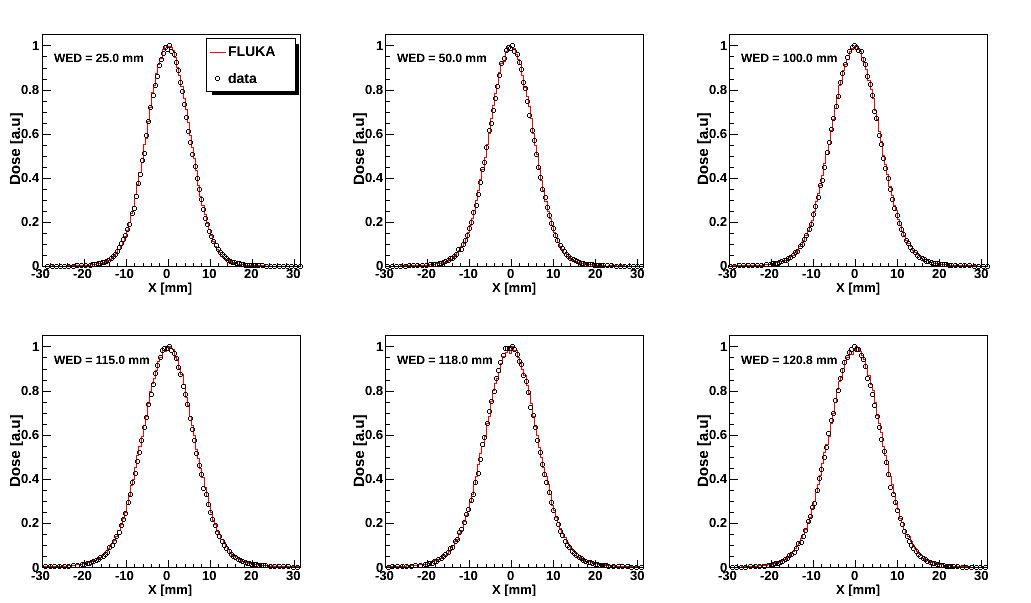 WED = 25.0 mm
FLUKA
data
Dose [a.u]
1
0.8
0.6
0.4
0.2
0
-30 -20 -10 0 10 20 30
X [mm]
WED = 50.0 mm
Dose [a.u]
1
0.8
0.6
0.4
0.2
0
-30 -20 -10 0 10 20 30
X [mm]
WED = 100.0 mm
Dose [a.u]
1
0.8
0.6
0.4
0.2
0
-30 -20 -10 0 10 20 30
X [mm]
WED = 115.0 mm
Dose [a.u]
1
0.8
0.6
0.4
0.2
0
-30 -20 -10 0 10 20 30
X [mm]
WED = 118.0 mm
Dose [a.u]
1
0.8
0.6
0.4
0.2
0
-30 -20 -10 0 10 20 30
X [mm]
WED = 120.8 mm
Dose [a.u]
1
0.8
0.6
0.4
0.2
0
-30 -20 -10 0 10 20 30
X [mm]